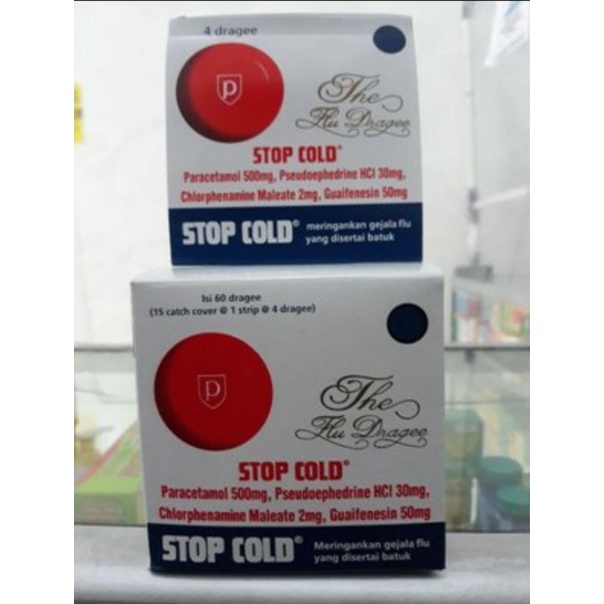 4 dragee
p
The
Flu Dragee
STOP COLD®
Paracetamol 500mg, Pseudoephedrine HCl 30mg,
Chlorphenamine Maleate 2mg, Guaifenesin 50mg
STOP COLD® meringankan gejala flu
yang disertai batuk
Isi 60 dragee
(15 catch cover @ 1 strip @ 4 dragee)
p
The
Flu Dragee
STOP COLD®
Paracetamol 500mg, Pseudoephedrine HCl 30mg,
Chlorphenamine Maleate 2mg, Guaifenesin 50mg
STOP COLD® Meringankan gejala flu
yang disertai batuk